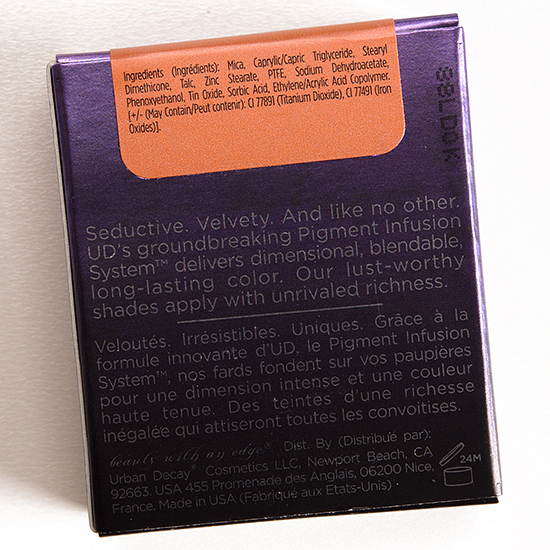 Ingredients (Ingrédients): Mica, Caprylic/Capric Triglyceride, Stearyl
Dimethicone, Talc, Zinc Stearate, PTFE, Sodium Dehydroacetate,
Phenoxyethanol, Tin Oxide, Sorbic Acid, Ethylene/Acrylic Acid Copolymer.
[+/- (May Contain/Peut contenir): CI 77891 (Titanium Dioxide), CI 77491 (Iron
Oxides)].
Seductive. Velvety. And like no other.
UD's groundbreaking Pigment Infusion
System™ delivers dimensional, blendable,
long-lasting color. Our lust-worthy
shades apply with unrivaled richness.
Veloutés. Irrésistibles. Uniques. Grâce à la
formule innovante d'UD, le Pigment Infusion
System™, nos fards fondent sur vos paupières
pour une dimension intense et une couleur
haute tenue. Des teintes d'une richesse
inégalée qui attiseront toutes les convoitises.
beauty with an edge® Dist. By (Distribué par):
Urban Decay® Cosmetics LLC, Newport Beach, CA
92663. USA 455 Promenade des Anglais, 06200 Nice,
France. Made in USA (Fabriqué aux Etats-Unis)
24M